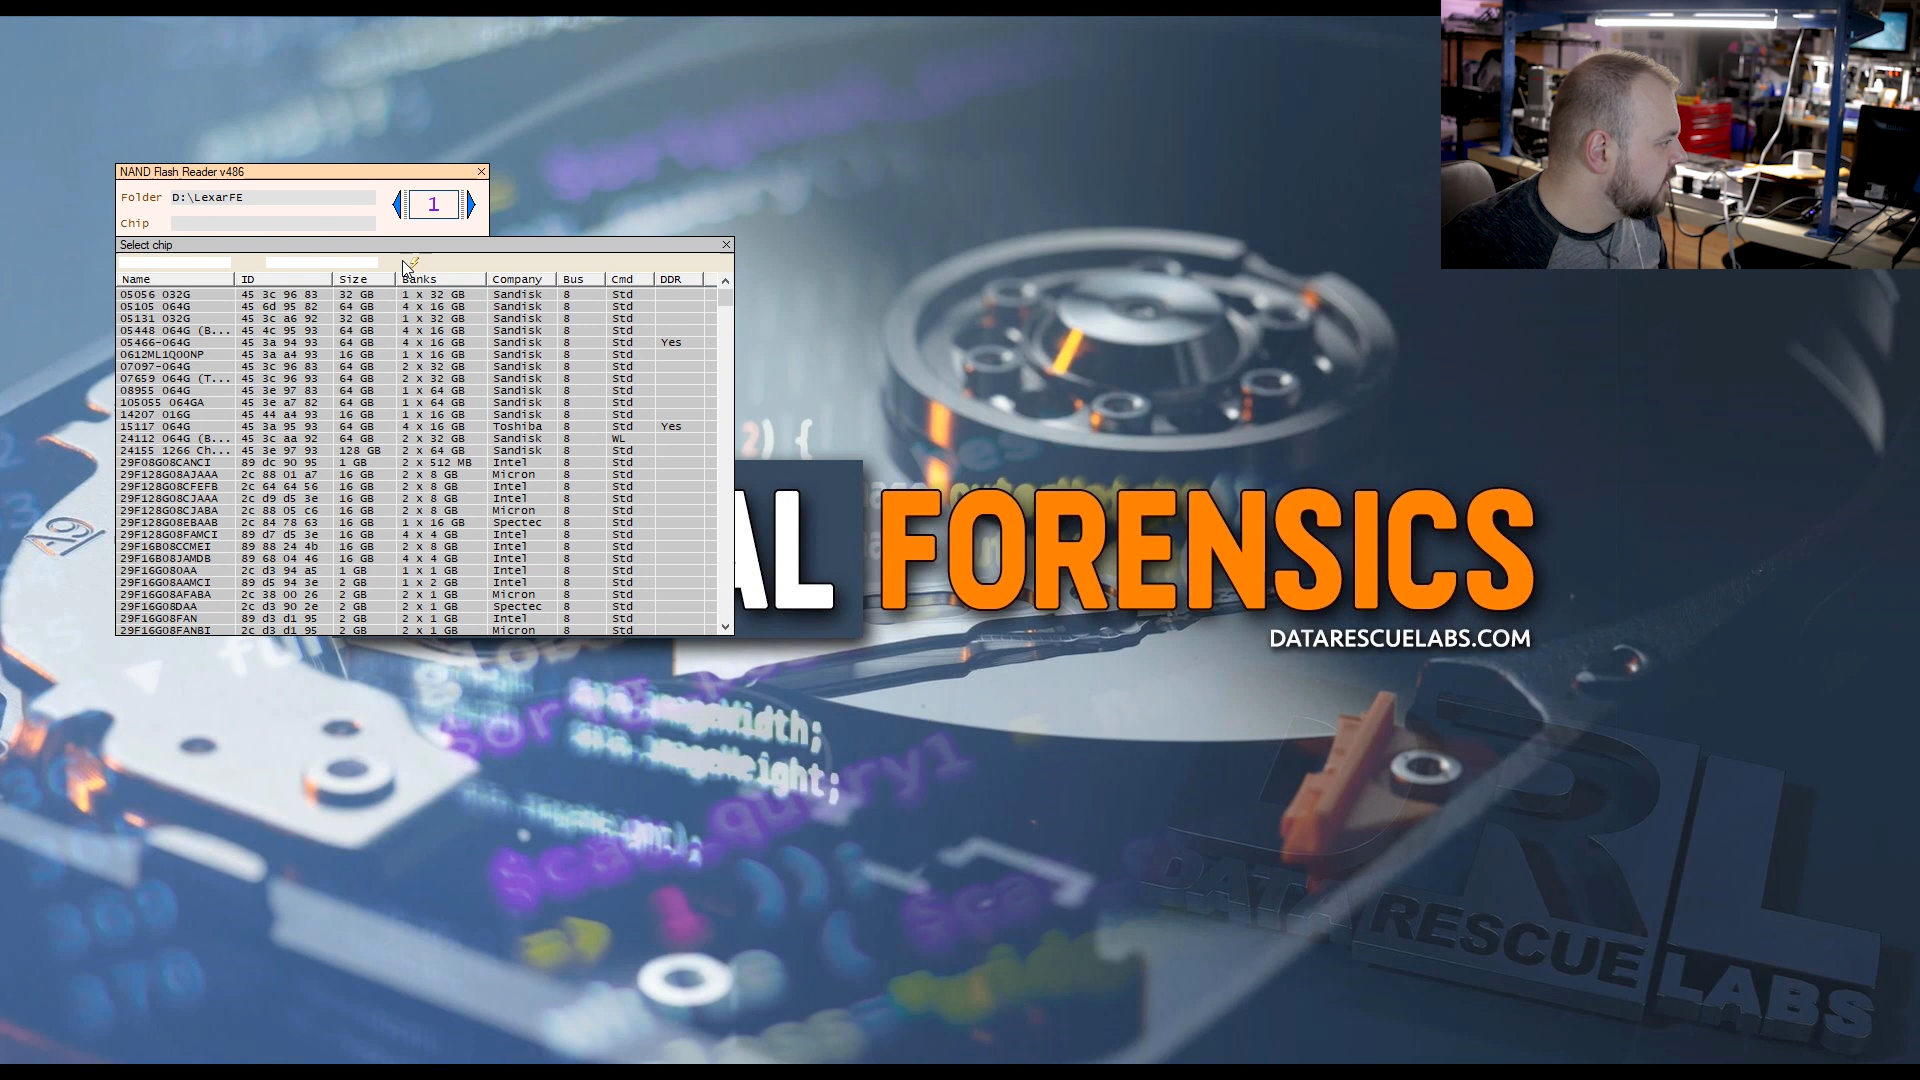 NAND Flash Reader v486
Folder D:\LexarFE
1
Chip
Select chip
Name ID Size Banks Company Bus Cmd DDR
05056 032G 45 3c 96 83 32 GB 1 x 32 GB Sandisk 8 Std
05105 064G 45 6d 95 82 64 GB 4 x 16 GB Sandisk 8 Std
05131 032G 45 3c a6 92 32 GB 1 x 32 GB Sandisk 8 Std
05448 064G (B... 45 4c 95 93 64 GB 4 x 16 GB Sandisk 8 Std
05466-064G 45 3a 94 93 64 GB 4 x 16 GB Sandisk 8 Std Yes
0612ML1Q00NP 45 3a a4 93 16 GB 1 x 16 GB Sandisk 8 Std
07097-064G 45 3c 96 83 64 GB 2 x 32 GB Sandisk 8 Std
07659 064G (T... 45 3c 96 93 64 GB 2 x 32 GB Sandisk 8 Std
08955 064G 45 3e 97 83 64 GB 1 x 64 GB Sandisk 8 Std
105055 064GA 45 3e a7 82 64 GB 1 x 64 GB Sandisk 8 Std
14207 016G 45 44 a4 93 16 GB 1 x 16 GB Sandisk 8 Std
15117 064G 45 3a 95 93 64 GB 4 x 16 GB Toshiba 8 Std Yes
24112 064G (B... 45 3c aa 92 64 GB 2 x 32 GB Sandisk 8 WL
24155 1266 Ch... 45 3e 97 93 128 GB 2 x 64 GB Sandisk 8 Std
29F08G08CANCI 89 dc 90 95 1 GB 2 x 512 MB Intel 8 Std
29F128G08AJAAA 2c 88 01 a7 16 GB 2 x 8 GB Micron 8 Std
29F128G08CFEFB 2c 64 64 56 16 GB 2 x 8 GB Intel 8 Std
29F128G08CJAAA 2c d9 d5 3e 16 GB 2 x 8 GB Intel 8 Std
29F128G08CJABA 2c 88 05 c6 16 GB 2 x 8 GB Micron 8 Std
29F128G08EBAAB 2c 84 78 63 16 GB 1 x 16 GB Spectec 8 Std
29F128G08FAMCI 89 d7 d5 3e 16 GB 4 x 4 GB Intel 8 Std
29F16B08CCMEI 89 88 24 4b 16 GB 2 x 8 GB Intel 8 Std
29F16B08JAMDB 89 68 04 46 16 GB 4 x 4 GB Intel 8 Std
29F16G08OAA 2c d3 94 a5 1 GB 1 x 1 GB Intel 8 Std
29F16G08AAMCI 89 d5 94 3e 2 GB 1 x 2 GB Intel 8 Std
29F16G08AFABA 2c 38 00 26 2 GB 2 x 1 GB Micron 8 Std
29F16G08DAA 2c d3 90 2e 2 GB 2 x 1 GB Spectec 8 Std
29F16G08FAN 89 d3 d1 95 2 GB 2 x 1 GB Intel 8 Std
29F16G08FANBI 2c d3 d1 95 2 GB 2 x 1 GB Micron 8 Std
AL FORENSICS
DATARESCUELABS.COM
369
370
DRL
DATA RESCUE LABS